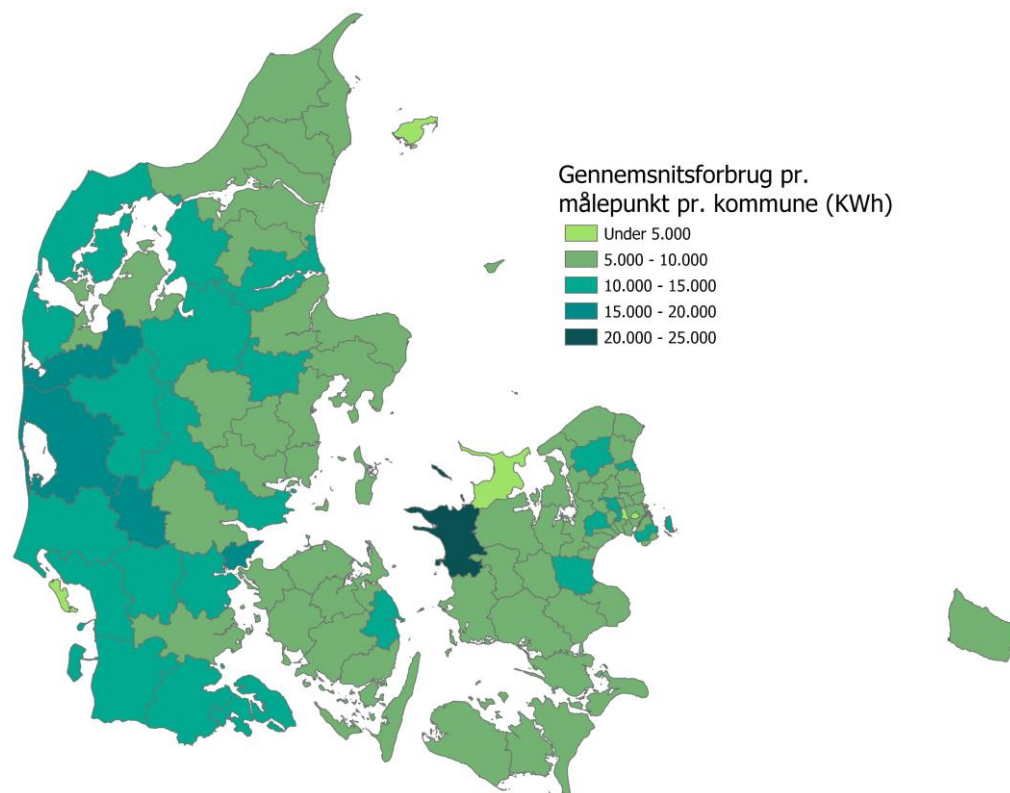 Gennemsnitsforbrug pr.
målepunkt pr. kommune (KWh)
Under 5.000
5.000 - 10.000
10.000 - 15.000
15.000 - 20.000
20.000 - 25.000